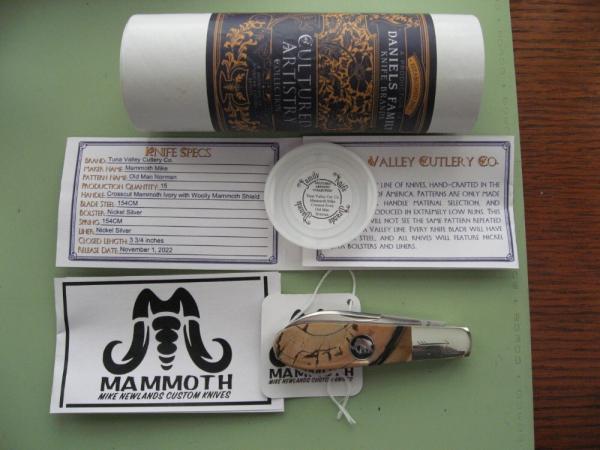 DANIELS FAMILY
KNIFE BRANDS
CULTURED
ARTISTRY
COLLECTION
KNIFE SPECS
BRAND: Tuna Valley Cutlery Co.
MAKER NAME: Mammoth Mike
PATTERN NAME: Old Man Norman
PRODUCTION QUANTITY: 15
HANDLE: Crosscut Mammoth Ivory with Woolly Mammoth Shield
BLADE STEEL: 154CM
BOLSTER: Nickel Silver
SPRING: 154CM
LINER: Nickel Silver
CLOSED LENGTH: 3 3/4 inches
RELEASE DATE: November 1, 2022
VALLEY CUTLERY CO.
LINE OF KNIVES, HAND-CRAFTED IN THE
OF AMERICA. PATTERNS ARE ONLY MADE
HANDLE MATERIAL SELECTION, AND
PRODUCED IN EXTREMELY LOW RUNS. THIS
WILL NOT SEE THE SAME PATTERN REPEATED
VALLEY LINE. EVERY KNIFE BLADE WILL HAVE
STEEL, AND ALL KNIVES WILL FEATURE NICKEL
BOLSTERS AND LINERS.
MAMMOTH
MIKE NEWLANDS CUSTOM KNIVES
MAMMOTH